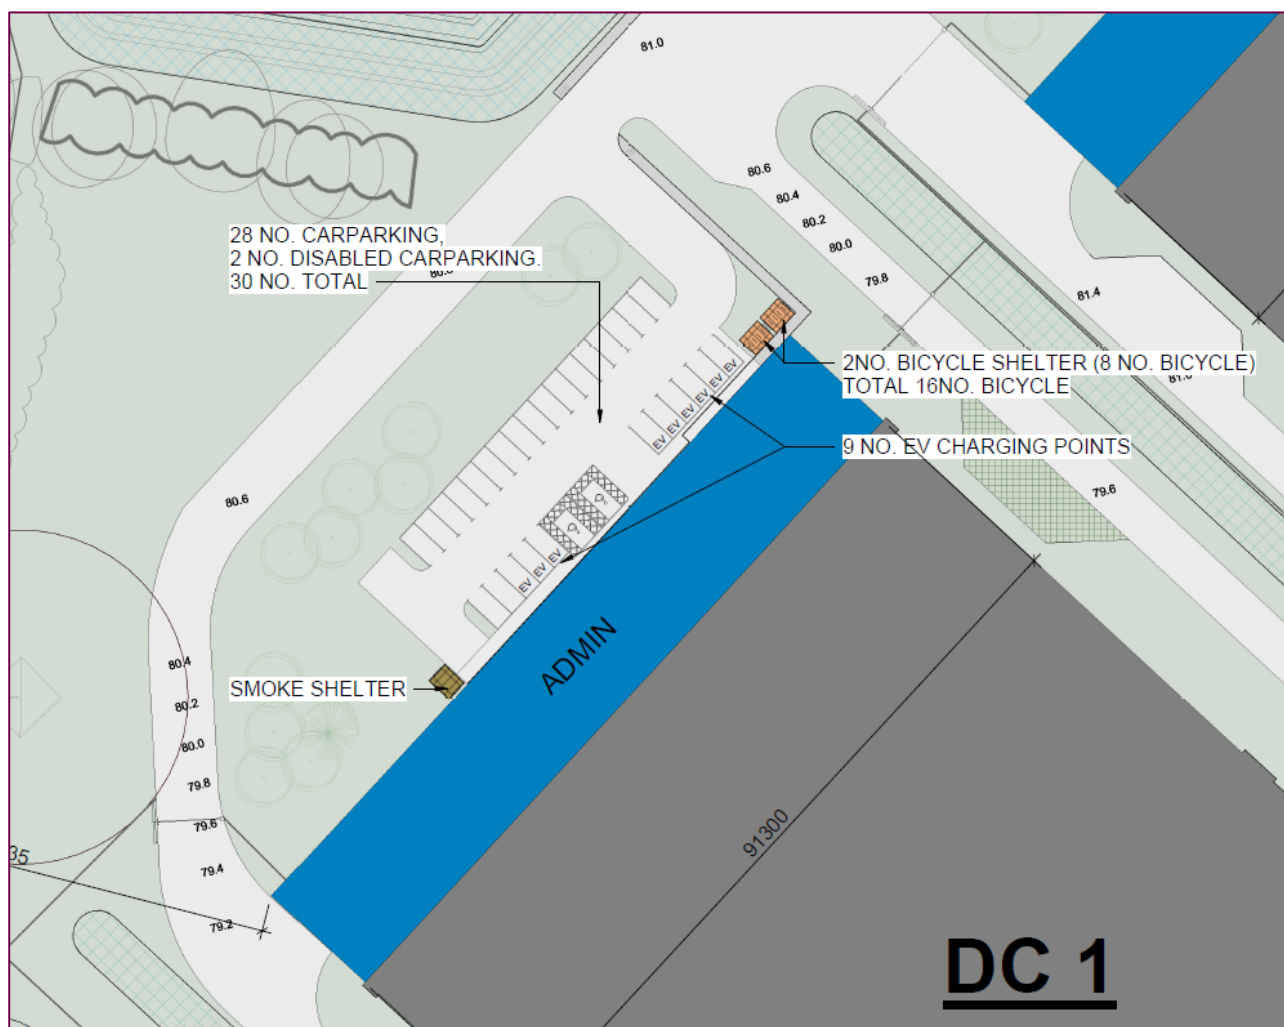 81.0
80.6
80.4
80.2
80.0
79.8
28 NO. CARPARKING,
2 NO. DISABLED CARPARKING.
30 NO. TOTAL
81.4
2NO. BICYCLE SHELTER (8 NO. BICYCLE)
TOTAL 16NO. BICYCLE
EV
EV
EV
EV
EV
EV
9 NO. EV CHARGING POINTS
79.6
80.6
EV
EV
EV
ADMIN
SMOKE SHELTER
80.4
80.2
80.0
79.8
79.6
79.4
79.2
35
91300
DC 1